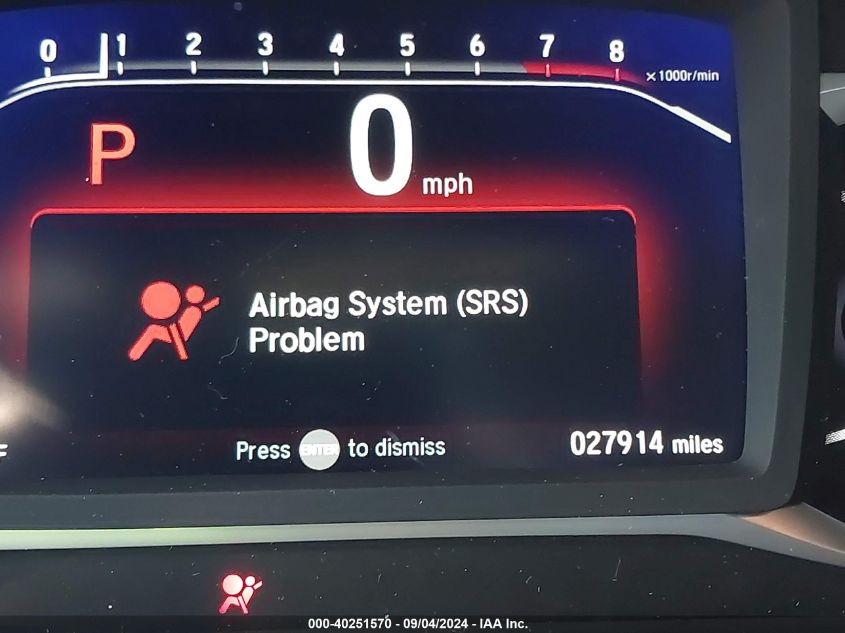 0 1 2 3 4 5 6 7 8
x1000r/min
P
0 mph
Airbag System (SRS)
Problem
Press ENTER to dismiss
027914 miles
000-40251570 - 09/04/2024 - IAA Inc.